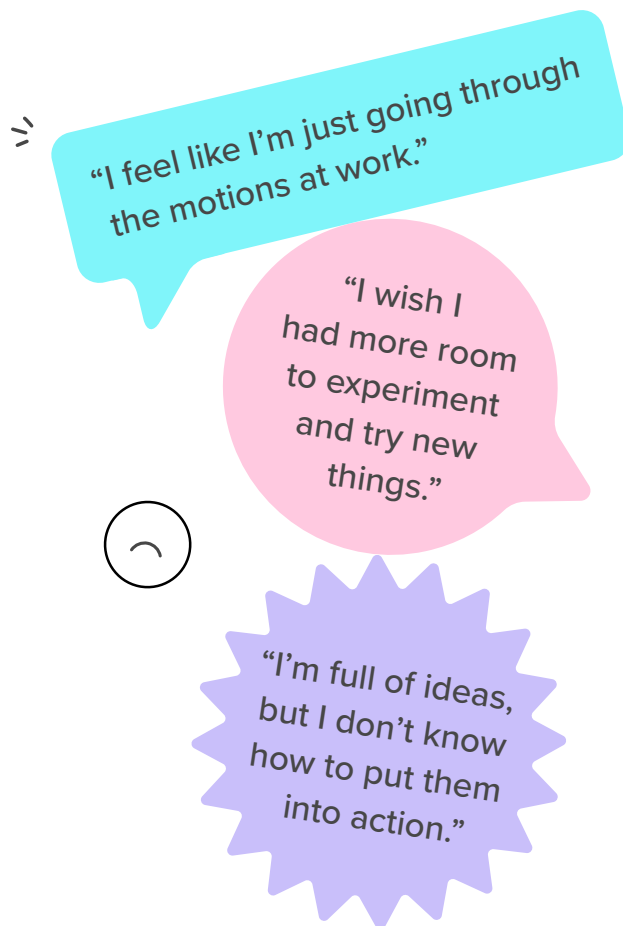 “I feel like I’m just going through
the motions at work.”
“I wish I
had more room
to experiment
and try new
things.”
“I’m full of ideas,
but I don’t know
how to put them
into action.”